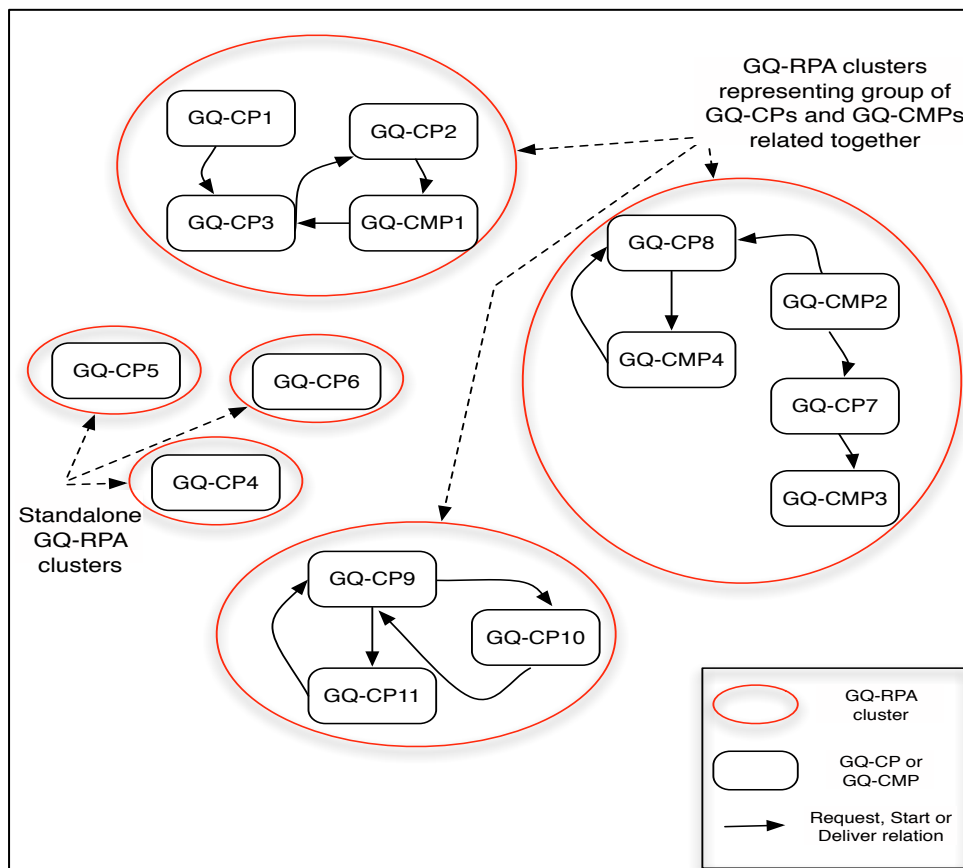 GQ-RPA clusters
representing group of
GQ-CPs and GQ-CMPs
related together
GQ-CP1
GQ-CP2
GQ-CP3
GQ-CMP1
GQ-CP8
GQ-CMP2
GQ-CMP4
GQ-CP7
GQ-CMP3
GQ-CP5
GQ-CP6
GQ-CP4
Standalone
GQ-RPA
clusters
GQ-CP9
GQ-CP10
GQ-CP11
GQ-RPA
cluster
GQ-CP or
GQ-CMP
Request, Start or
Deliver relation